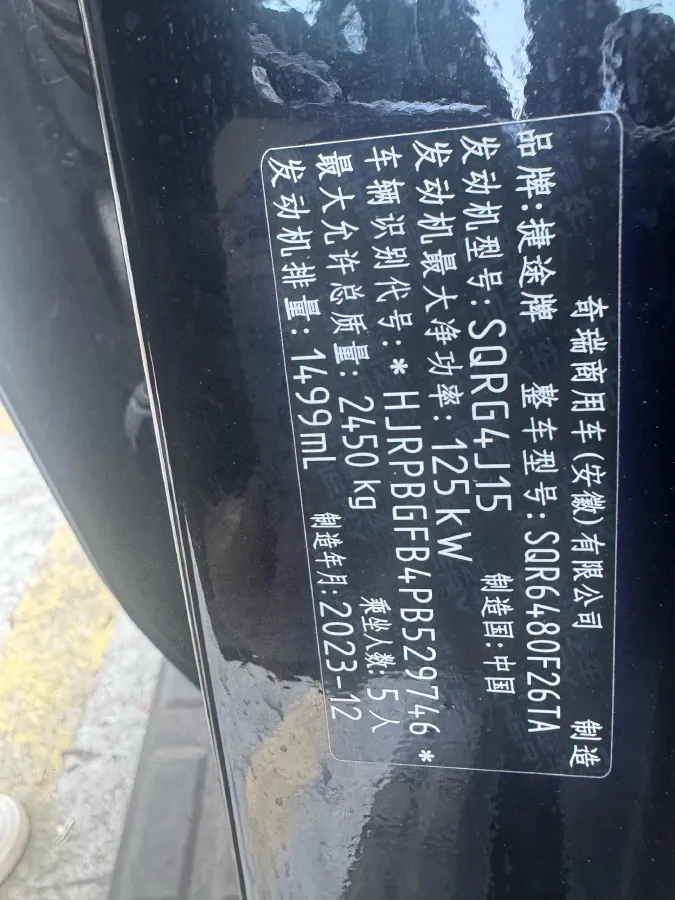 奇瑞商用车(安徽)有限公司 制造
品牌:捷途牌 整车型号:SQR6480F26TA
发动机型号:SQRG4J15 制造国:中国
发动机最大净功率:125kW
车辆识别代号:*HJRPBGFB4PB529746*
最大允许总质量:2450kg 乘坐人数:5人
发动机排量:1499mL 制造年月:2023-12